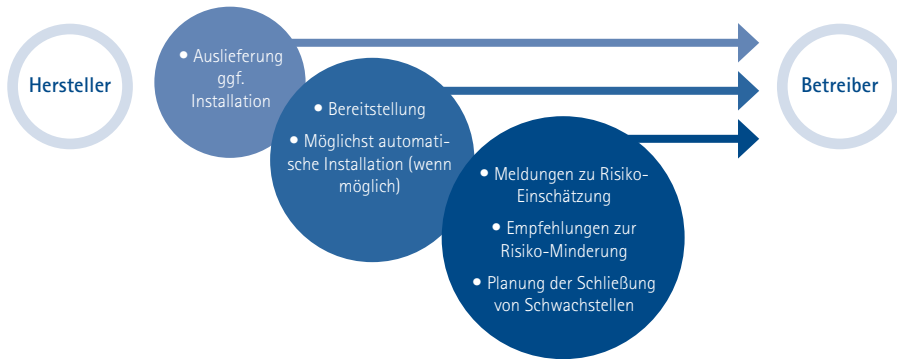 Hersteller
• Auslieferung
ggf.
Installation
• Bereitstellung
• Möglichst automati-
sche Installation (wenn
möglich)
• Meldungen zu Risiko-
Einschätzung
• Empfehlungen zur
Risiko-Minderung
• Planung der Schließung
von Schwachstellen
Betreiber